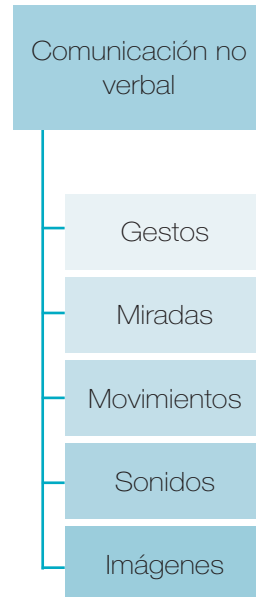 Comunicación no
verbal
Gestos
Miradas
Movimientos
Sonidos
Imágenes